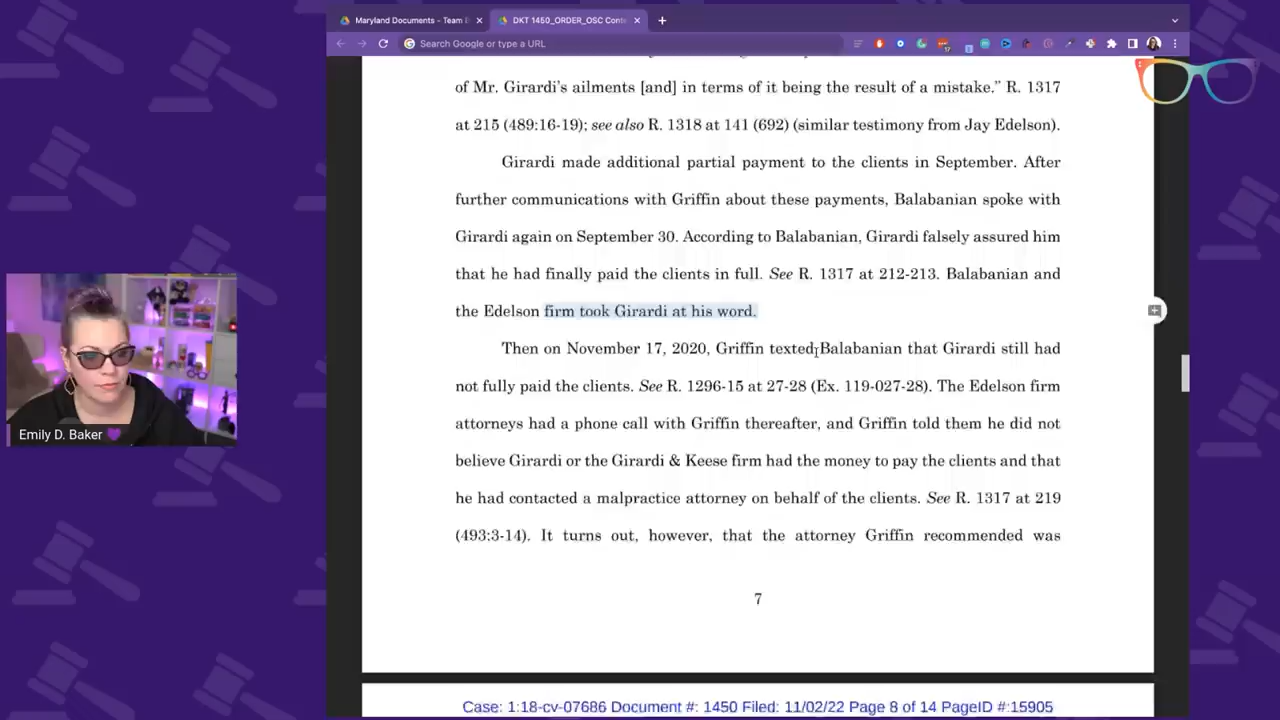 Maryland Documents - Team
DKT 1450_ORDER_OSC Cont
Search Google or type a URL
of Mr. Girardi's ailments [and] in terms of it being the result of a mistake." R. 1317
at 215 (489:16-19); see also R. 1318 at 141 (692) (similar testimony from Jay Edelson).
Girardi made additional partial payment to the clients in September. After
further communications with Griffin about these payments, Balabanian spoke with
Girardi again on September 30. According to Balabanian, Girardi falsely assured him
that he had finally paid the clients in full. See R. 1317 at 212-213. Balabanian and
the Edelson firm took Girardi at his word.
Then on November 17, 2020, Griffin texted Balabanian that Girardi still had
not fully paid the clients. See R. 1296-15 at 27-28 (Ex. 119-027-28). The Edelson firm
attorneys had a phone call with Griffin thereafter, and Griffin told them he did not
believe Girardi or the Girardi & Keese firm had the money to pay the clients and that
he had contacted a malpractice attorney on behalf of the clients. See R. 1317 at 219
(493:3-14). It turns out, however, that the attorney Griffin recommended was
7
Case: 1:18-cv-07686 Document #: 1450 Filed: 11/02/22 Page 8 of 14 PageID #:15905
Emily D. Baker 💜